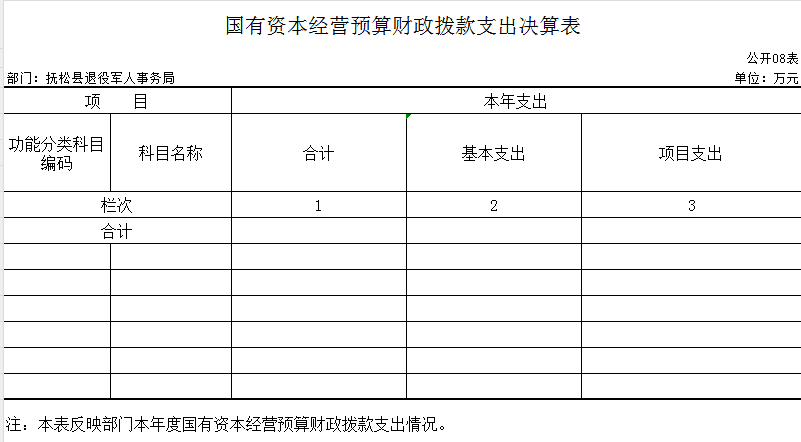 国有资本经营预算财政拨款支出决算表
公开08表
部门：抚松县退役军人事务局 单位：万元
项 目 本年支出
功能分类科目
编码 科目名称 合计 基本支出 项目支出
栏次 1 2 3
合计
注：本表反映部门本年度国有资本经营预算财政拨款支出情况。